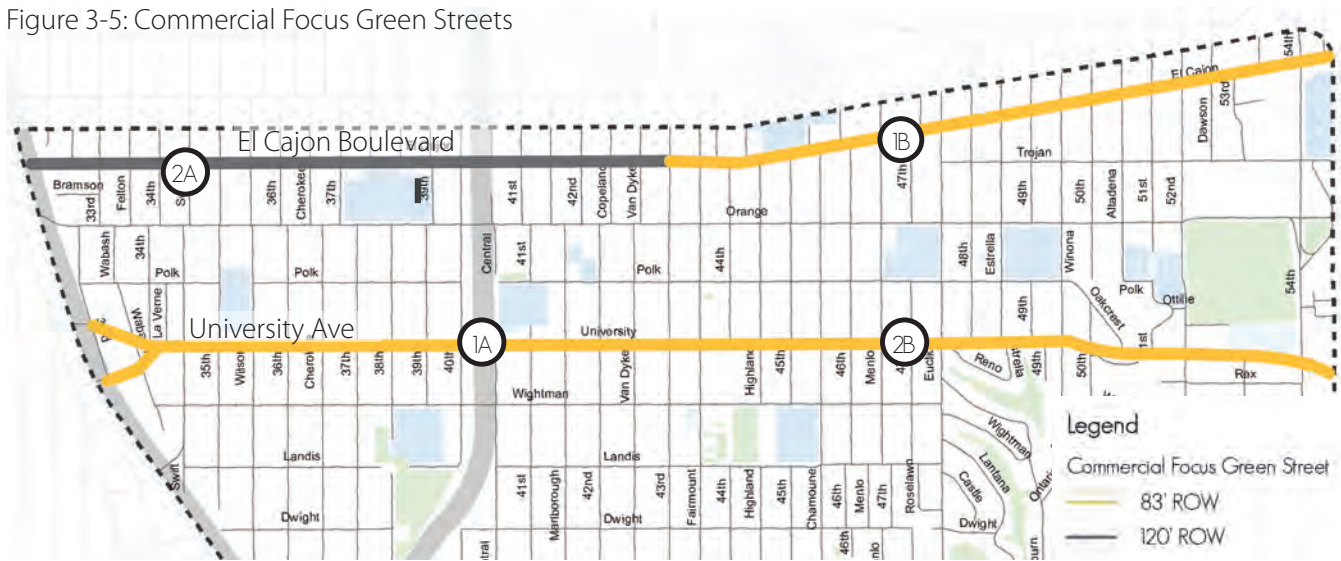 Figure 3-5: Commercial Focus Green Streets
54th
El Cajon
53rd
El Cajon Boulevard
1B
Dawson
2A
Trojan
Bramson
33rd
Felton
34th
36th
Cherokee
37th
39th
41st
42nd
Copeland
Van Dyke
Orange
47th
49th
50th
Altadena
51st
52nd
Wabash
34th
Polk
Polk
Central
41st
Polk
44th
48th
Estrella
Winona
54th
La Verne
University Ave
1A
University
2B
49th
Oakcrest
Polk
Ottilie
35th
Wilson
36th
37th
38th
39th
40th
Wightman
Van Dyke
Highland
45th
46th
Menlo
Reno
49th
50th
Rex
Swift
Landis
Landis
Wightman
Lantana
Castle
Dwight
41st
Marlborough
42nd
Dwight
43rd
Fairmount
44th
Highland
45th
Chamoune
46th
Menlo
47th
Roselawn
Dwight
46th
Legend
Commercial Focus Green Street
83' ROW
120' ROW